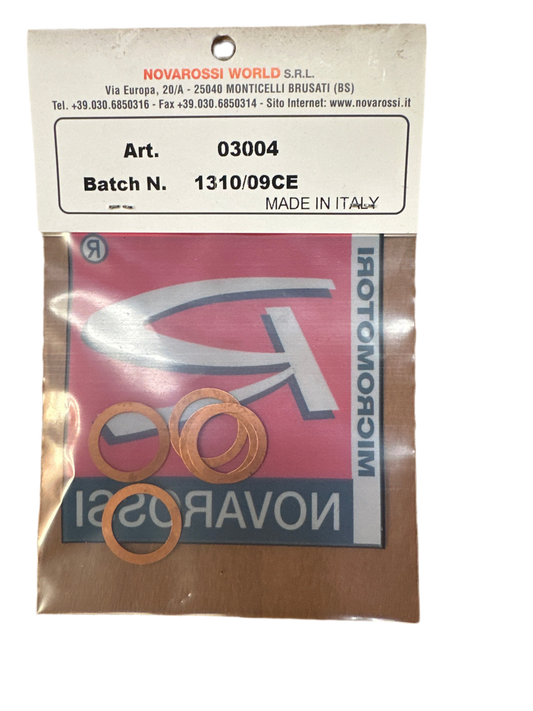 NOVAROSSI WORLD S.R.L.
Via Europa, 20/A - 25040 MONTICELLI BRUSATI (BS)
Tel. +39.030.6850316 - Fax +39.030.6850314 - Sito Internet: www.novarossi.it
Art. 03004
Batch N. 1310/09CE
MADE IN ITALY
®
MICROMOTORI
NOVAROSSI